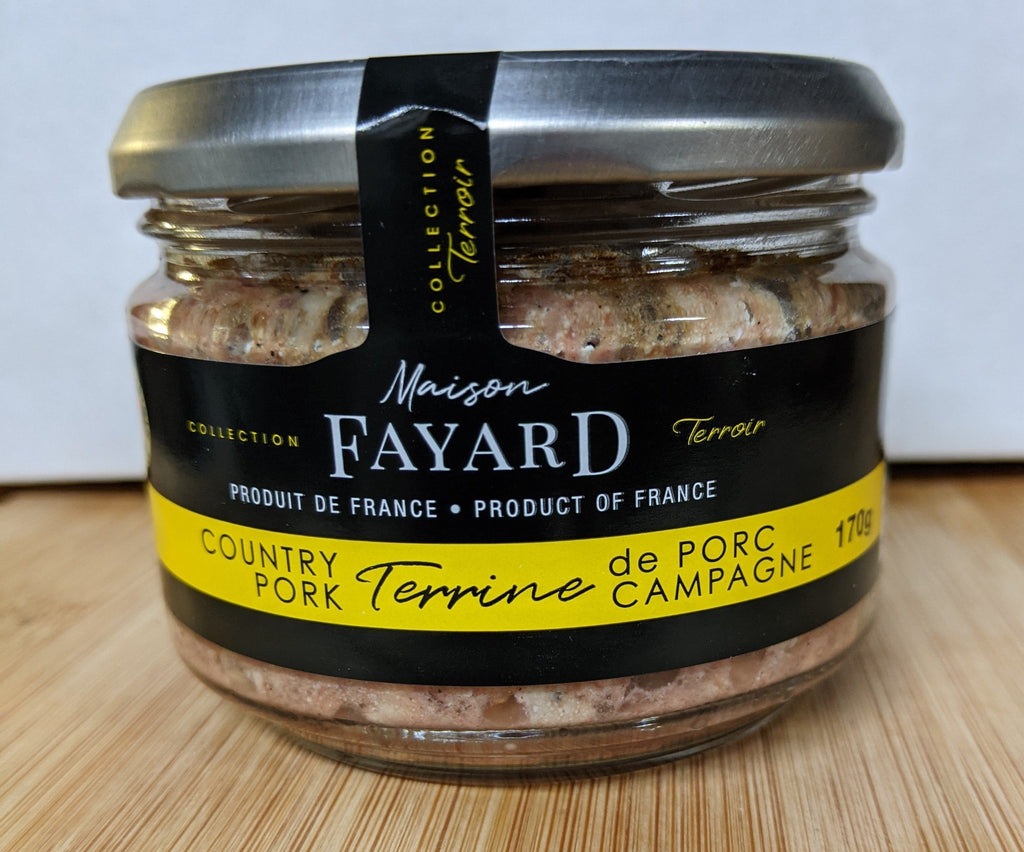 COLLECTION
Terroir
Maison
FAYARD
COLLECTION
Terroir
PRODUIT DE FRANCE • PRODUCT OF FRANCE
COUNTRY
PORK
Terrine
de PORC
CAMPAGNE
170g